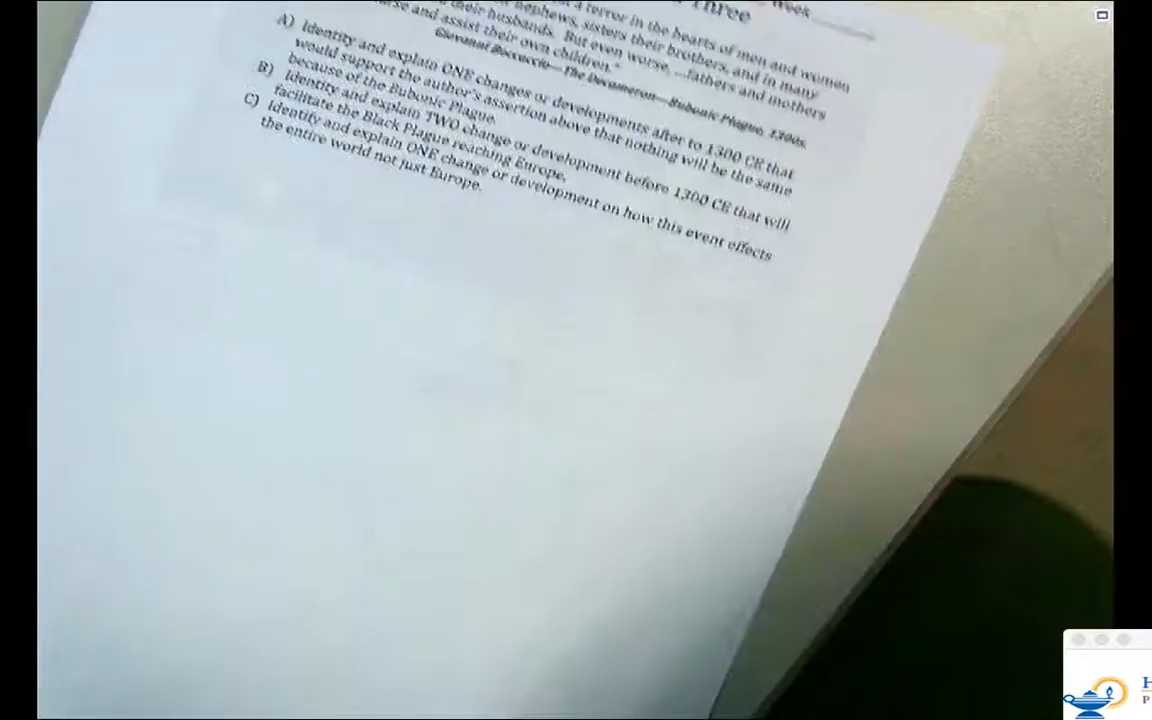 Three
Week
a terror in the hearts of men and women
nephews, sisters their brothers, and in many
their husbands. But even worse, ...fathers and mothers
and assist their own children."
Giovanni Boccaccio—The Decameron—Bubonic Plague, 1300s.
A) Identity and explain ONE changes or developments after to 1300 CE that
would support the author's assertion above that nothing will be the same
because of the Bubonic Plague.
B) Identity and explain TWO change or development before 1300 CE that will
facilitate the Black Plague reaching Europe.
C) Identify and explain ONE change or development on how this event effects
the entire world not just Europe.
H
P